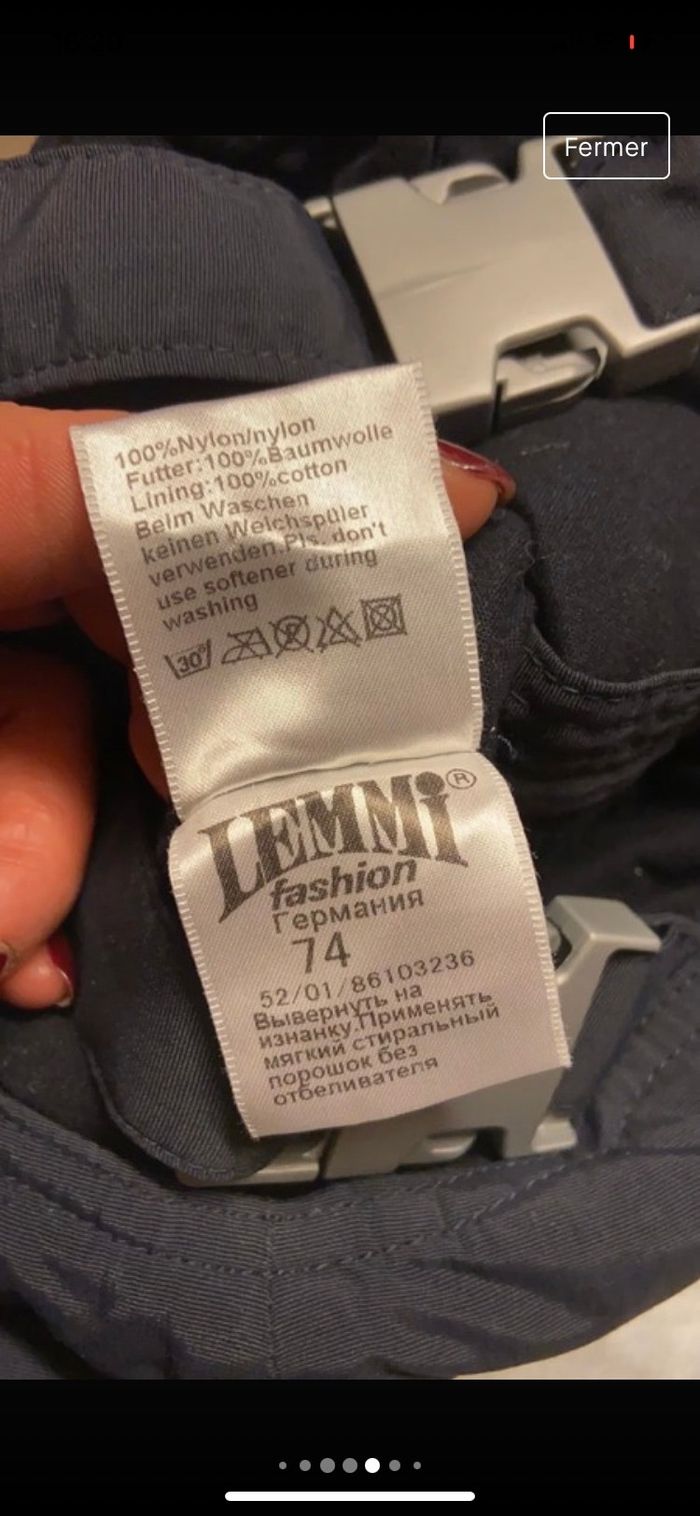 Fermer
100%Nylon/nylon
Futter:100%Baumwolle
Lining:100%cotton
Beim Waschen
keinen Weichspüler
verwenden.Pls. don't
use softener during
washing
30°
LEMMi®
fashion
Германия
74
52/01/86103236
Вывернуть на
изнанку.Применять
мягкий стиральный
порошок без
отбеливателя